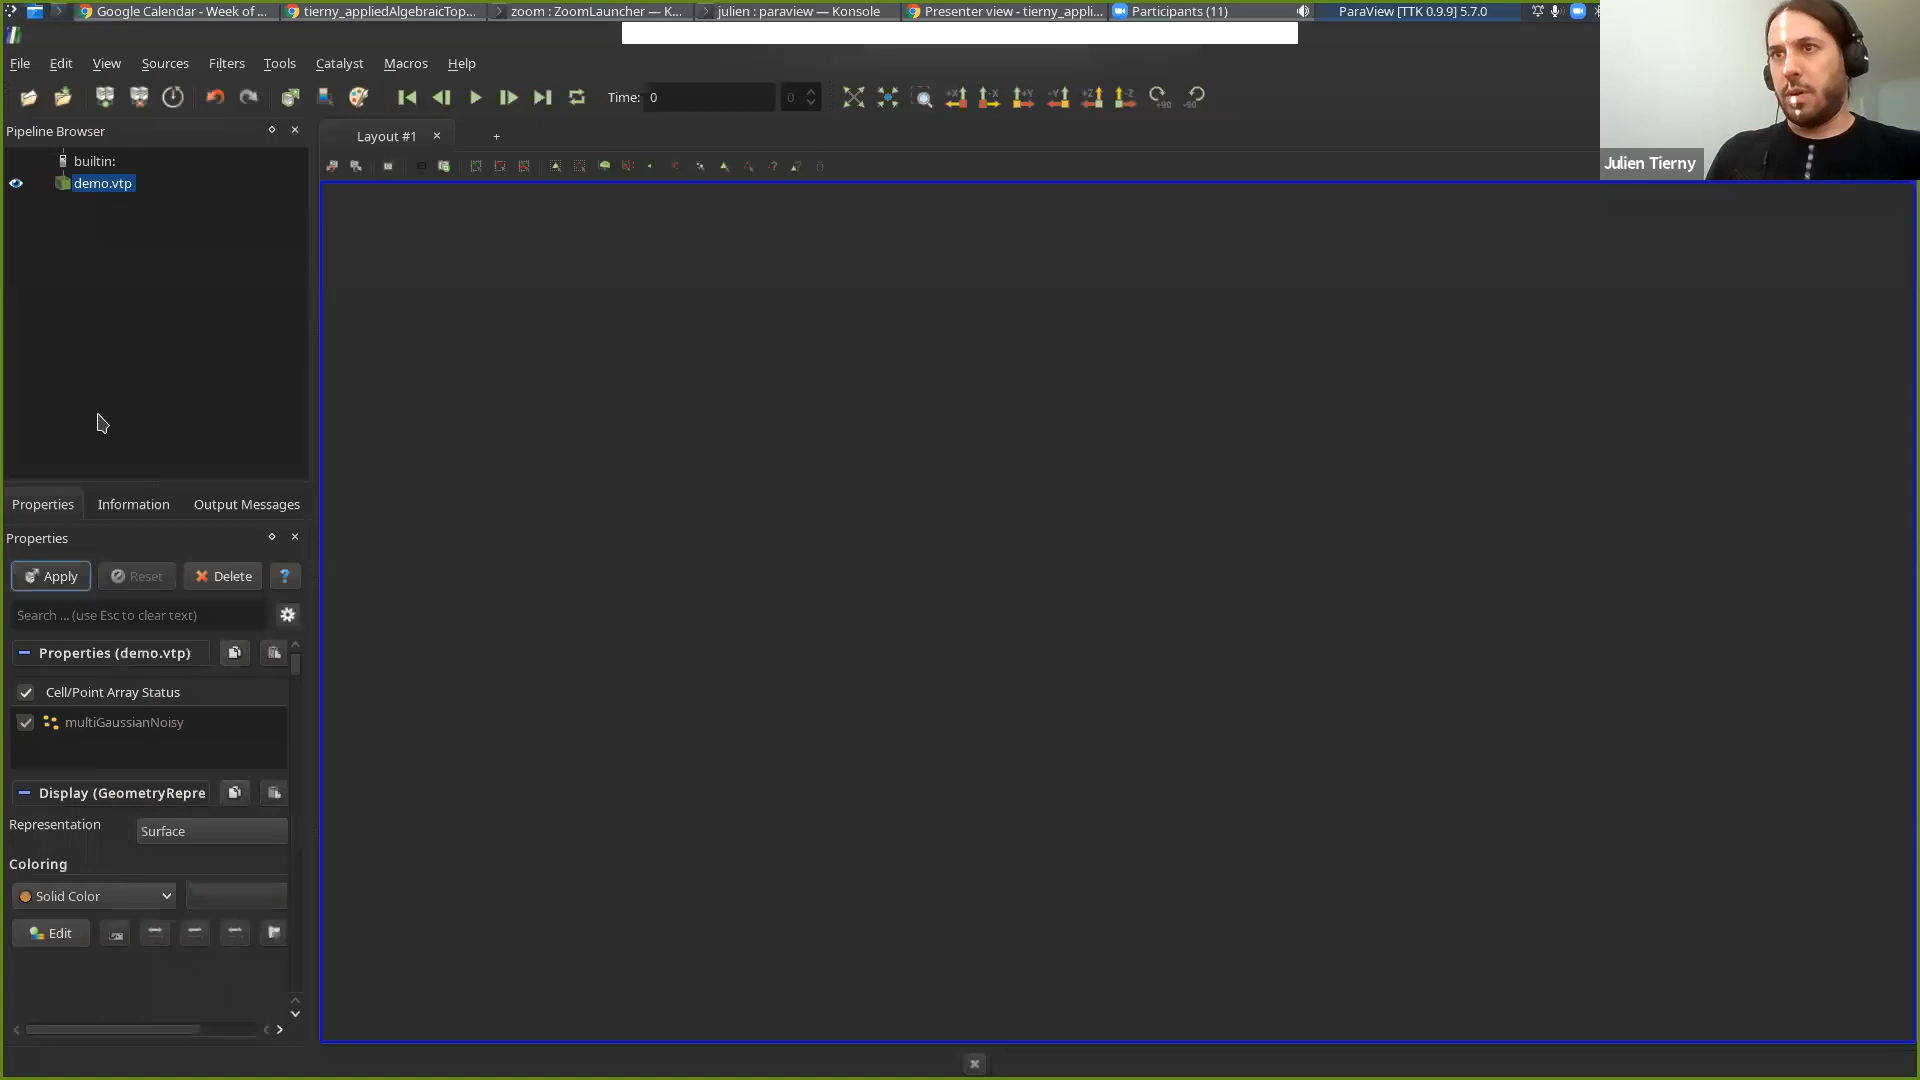 Google Calendar - Week of ...
tierny_appliedAlgebraicTop...
zoom : ZoomLauncher — K...
julien : paraview — Konsole
Presenter view - tierny_appli...
Participants (11)
ParaView [TTK 0.9.9] 5.7.0
File Edit View Sources Filters Tools Catalyst Macros Help
Time: 0
0
+X -X +Y -Y +Z -Z +90 -90
Julien Tierny
Pipeline Browser
Layout #1
builtin:
demo.vtp
Properties Information Output Messages
Properties
Apply Reset Delete ?
Search ... (use Esc to clear text)
Properties (demo.vtp)
Cell/Point Array Status
multiGaussianNoisy
Display (GeometryRepre
Representation Surface
Coloring
Solid Color
Edit